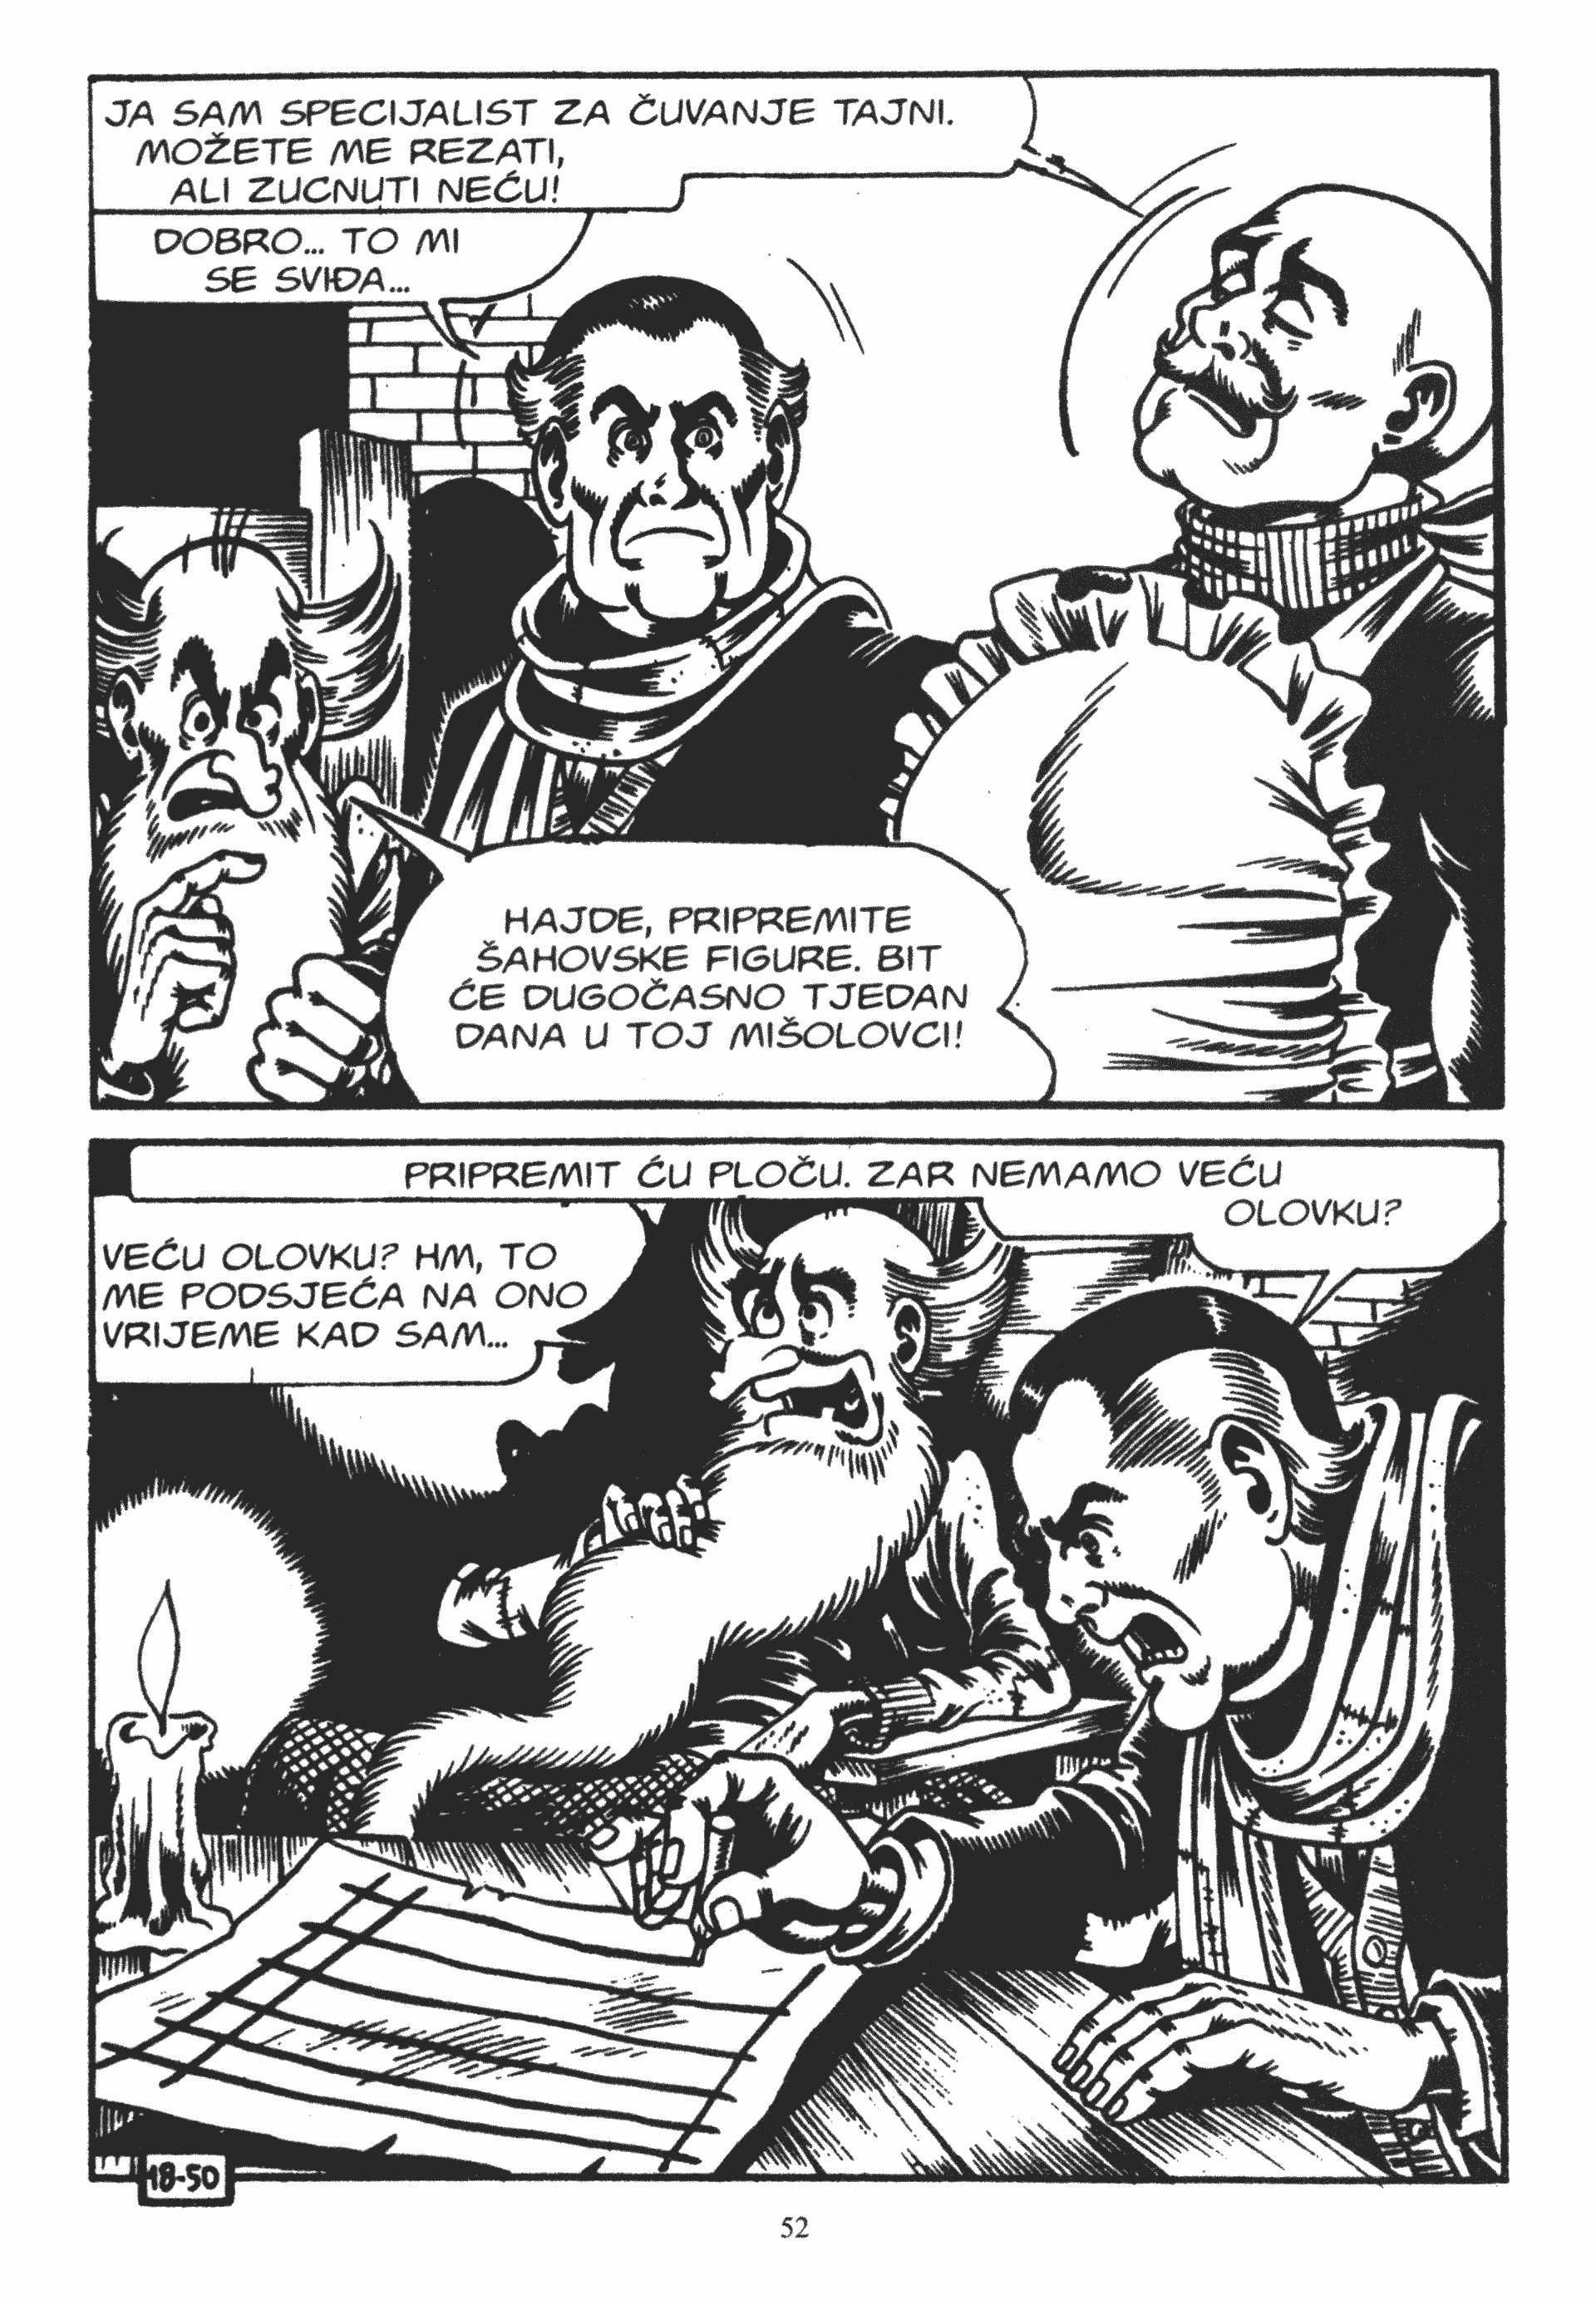 JA SAM SPECIJALIST ZA ČUVANJE TAJNI.
MOŽETE ME REZATI,
ALI ZUCNUTI NEĆU!
DOBRO... TO MI
SE SVIĐA...
HAJDE, PRIPREMITE
ŠAHOVSKE FIGURE. BIT
ĆE DUGOČASNO TJEDAN
DANA U TOJ MIŠOLOVCI!
PRIPREMIT ĆU PLOČU. ZAR NEMAMO VEĆU
OLOVKU?
VEĆU OLOVKU? HM, TO
ME PODSJEĆA NA ONO
VRIJEME KAD SAM...
18-50
52